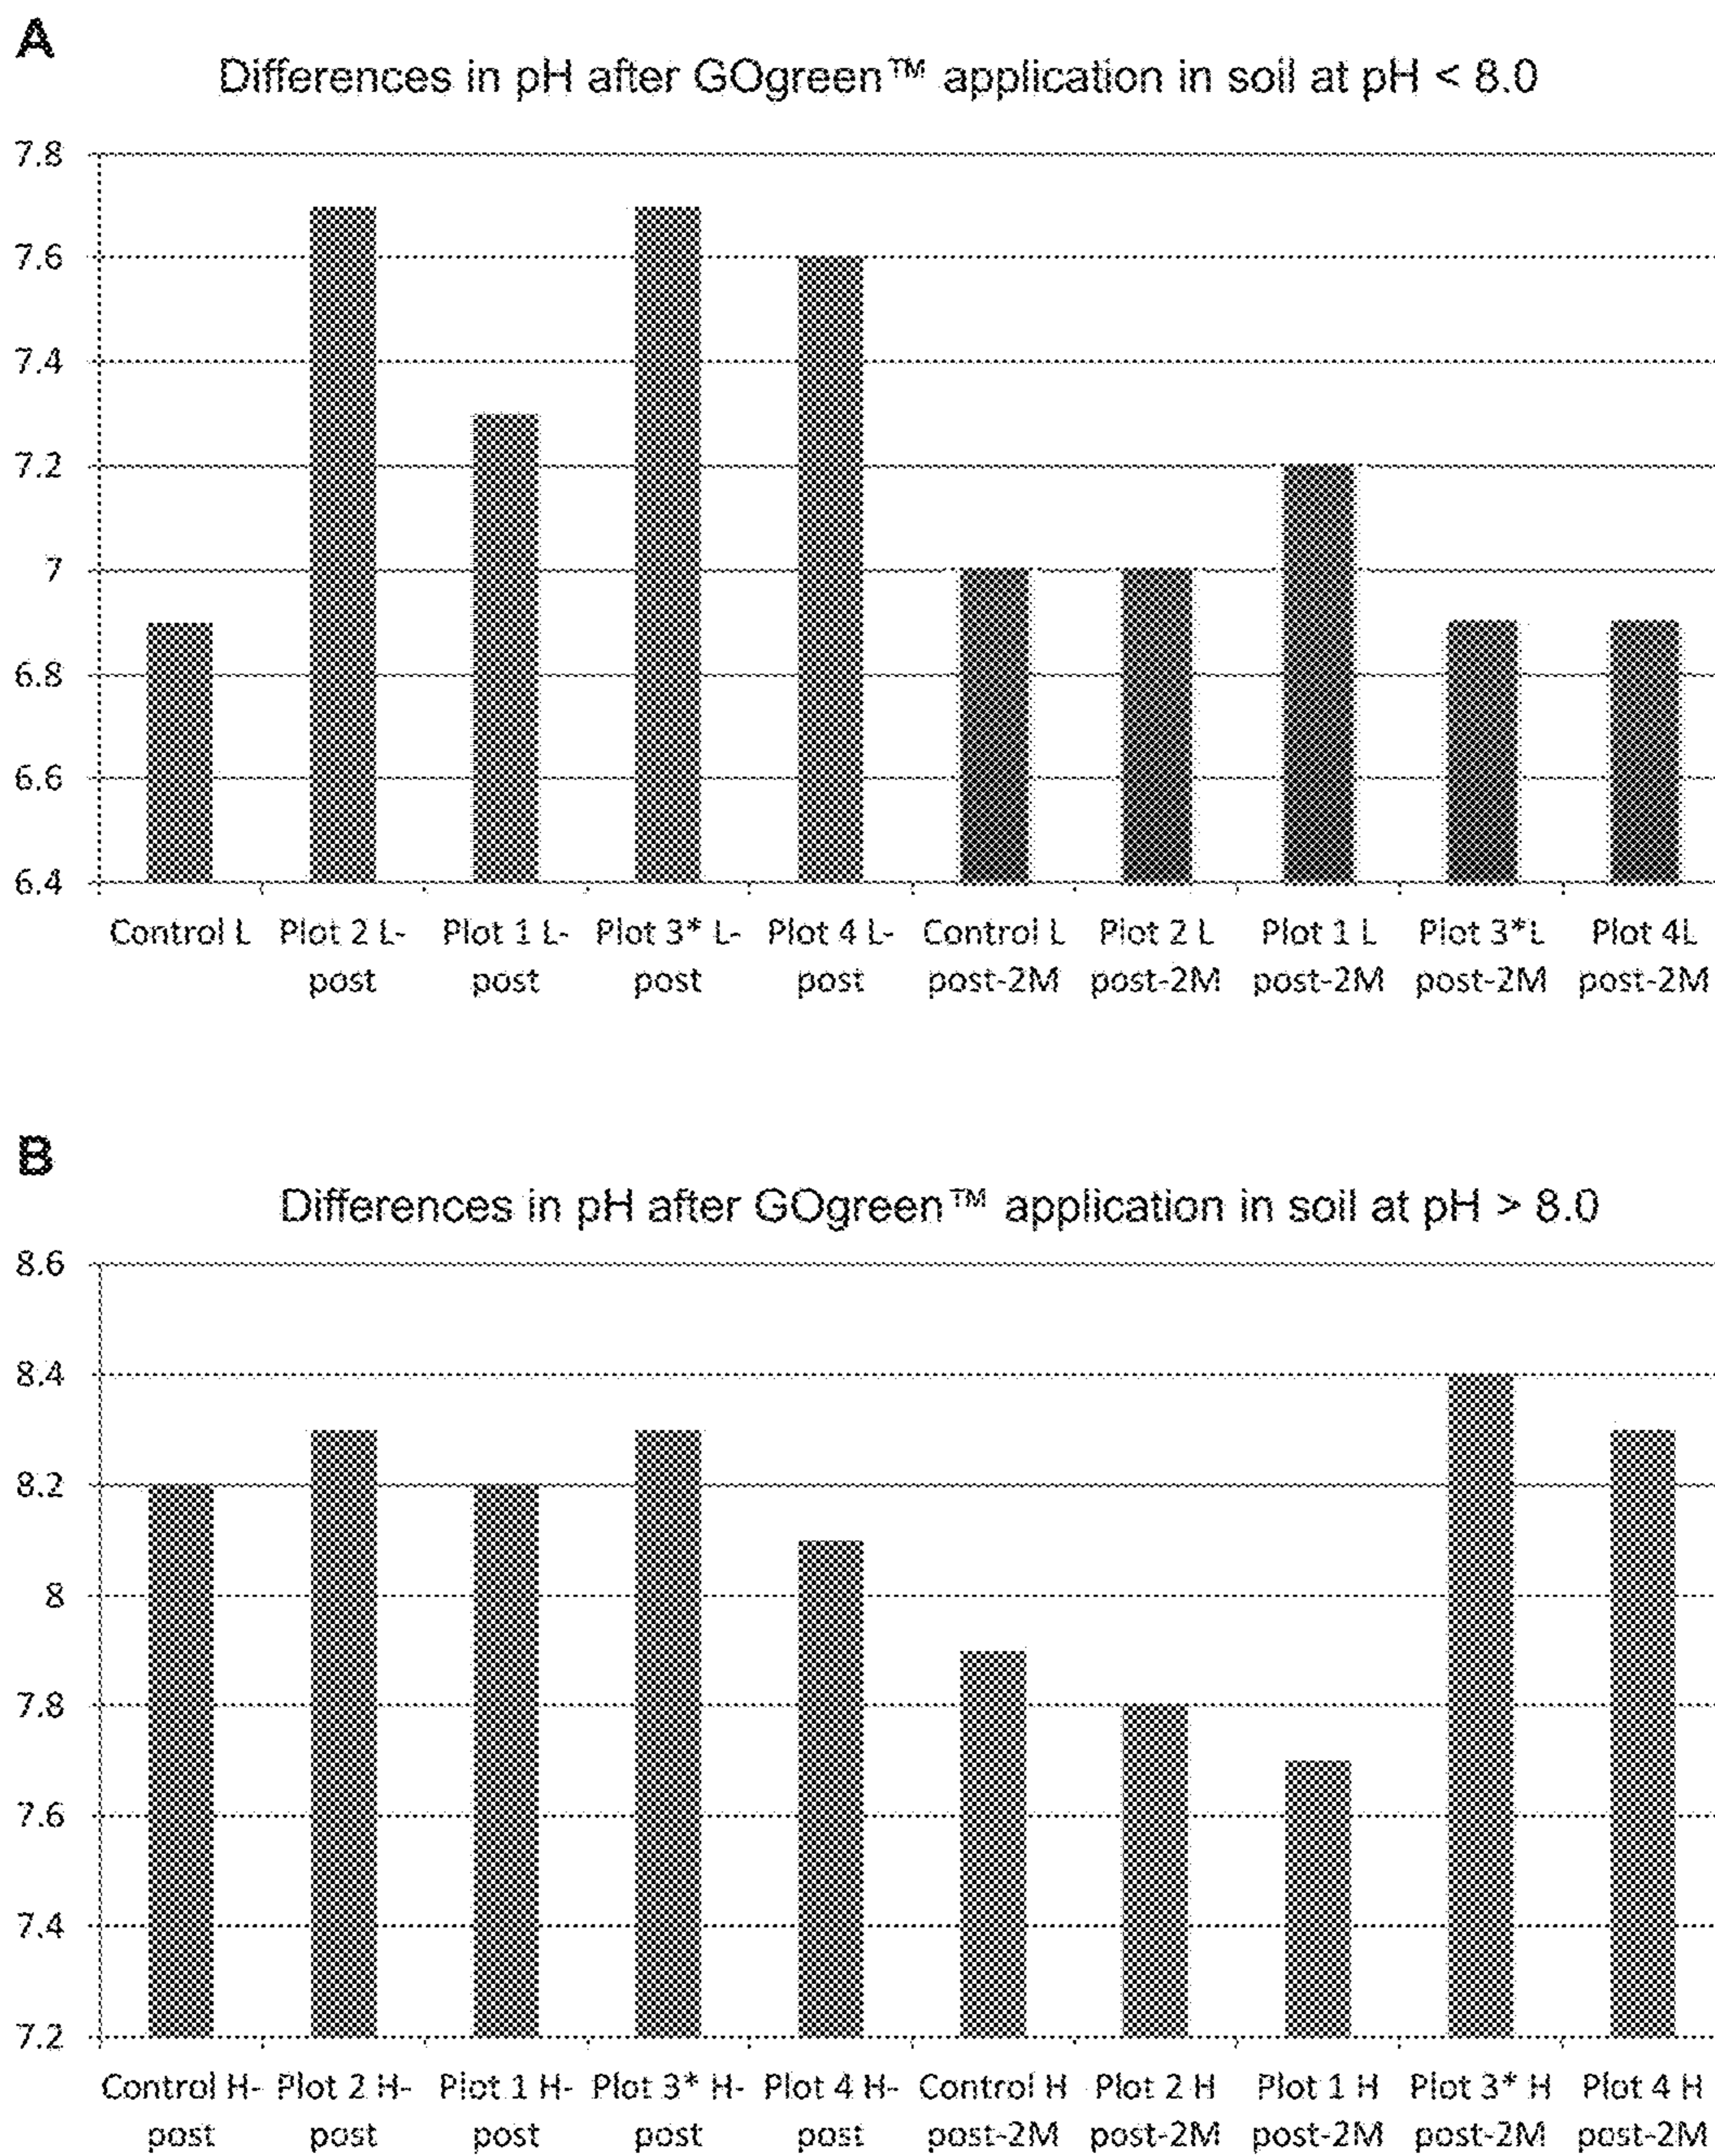 A
Differences in pH after GOgreen™ application in soil at pH < 8.0
7.8
7.6
7.4
7.2
7
6.8
6.6
6.4
Control L Plot 2 L- Plot 1 L- Plot 3* L- Plot 4 L- Control L Plot 2 L Plot 1 L Plot 3*L Plot 4L
post post post post post-2M post-2M post-2M post-2M post-2M
B
Differences in pH after GOgreen™ application in soil at pH > 8.0
8.6
8.4
8.2
8
7.8
7.6
7.4
7.2
Control H- Plot 2 H- Plot 1 H- Plot 3* H- Plot 4 H- Control H Plot 2 H Plot 1 H Plot 3* H Plot 4 H
post post post post post post-2M post-2M post-2M post-2M post-2M